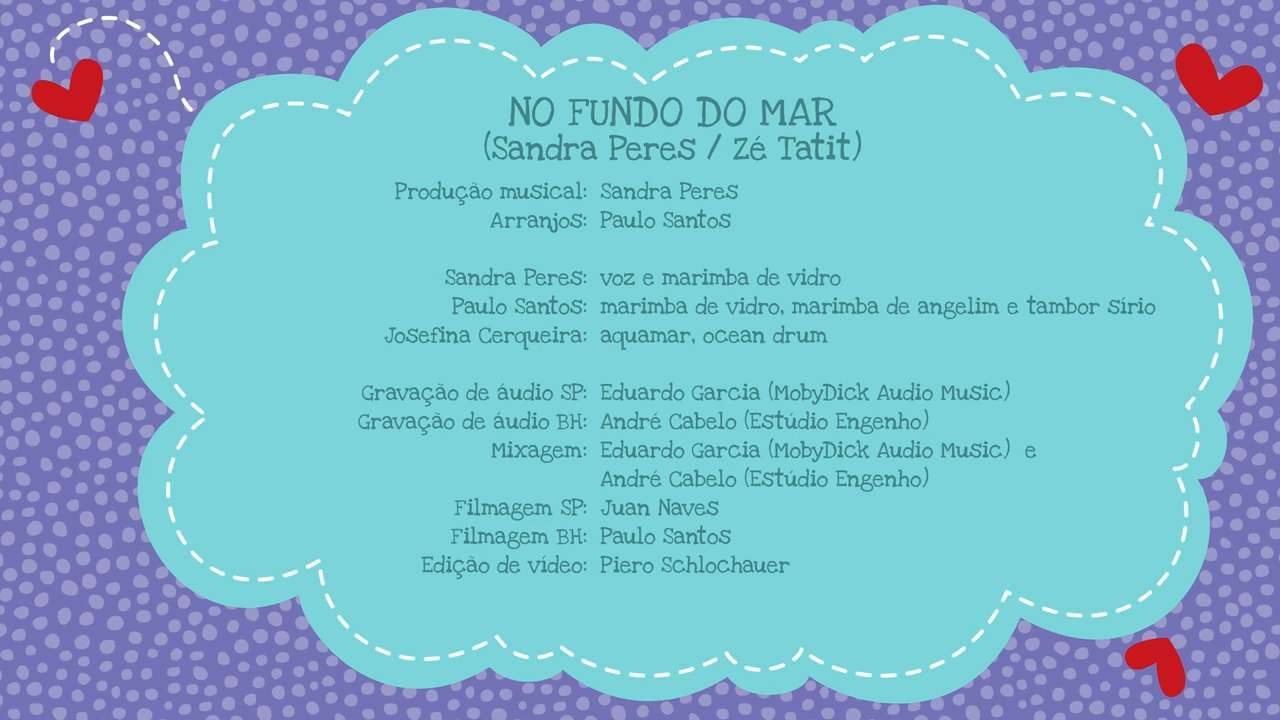 NO FUNDO DO MAR
(Sandra Peres / Zé Tatit)
Produção musical: Sandra Peres
Arranjos: Paulo Santos
Sandra Peres: voz e marimba de vidro
Paulo Santos: marimba de vidro, marimba de angelim e tambor sírio
Josefina Cerqueira: aquamar, ocean drum
Gravação de áudio SP: Eduardo Garcia (MobyDick Audio Music)
Gravação de áudio BH: André Cabelo (Estúdio Engenho)
Mixagem: Eduardo Garcia (MobyDick Audio Music) e
André Cabelo (Estúdio Engenho)
Filmagem SP: Juan Naves
Filmagem BH: Paulo Santos
Edição de vídeo: Piero Schlochauer